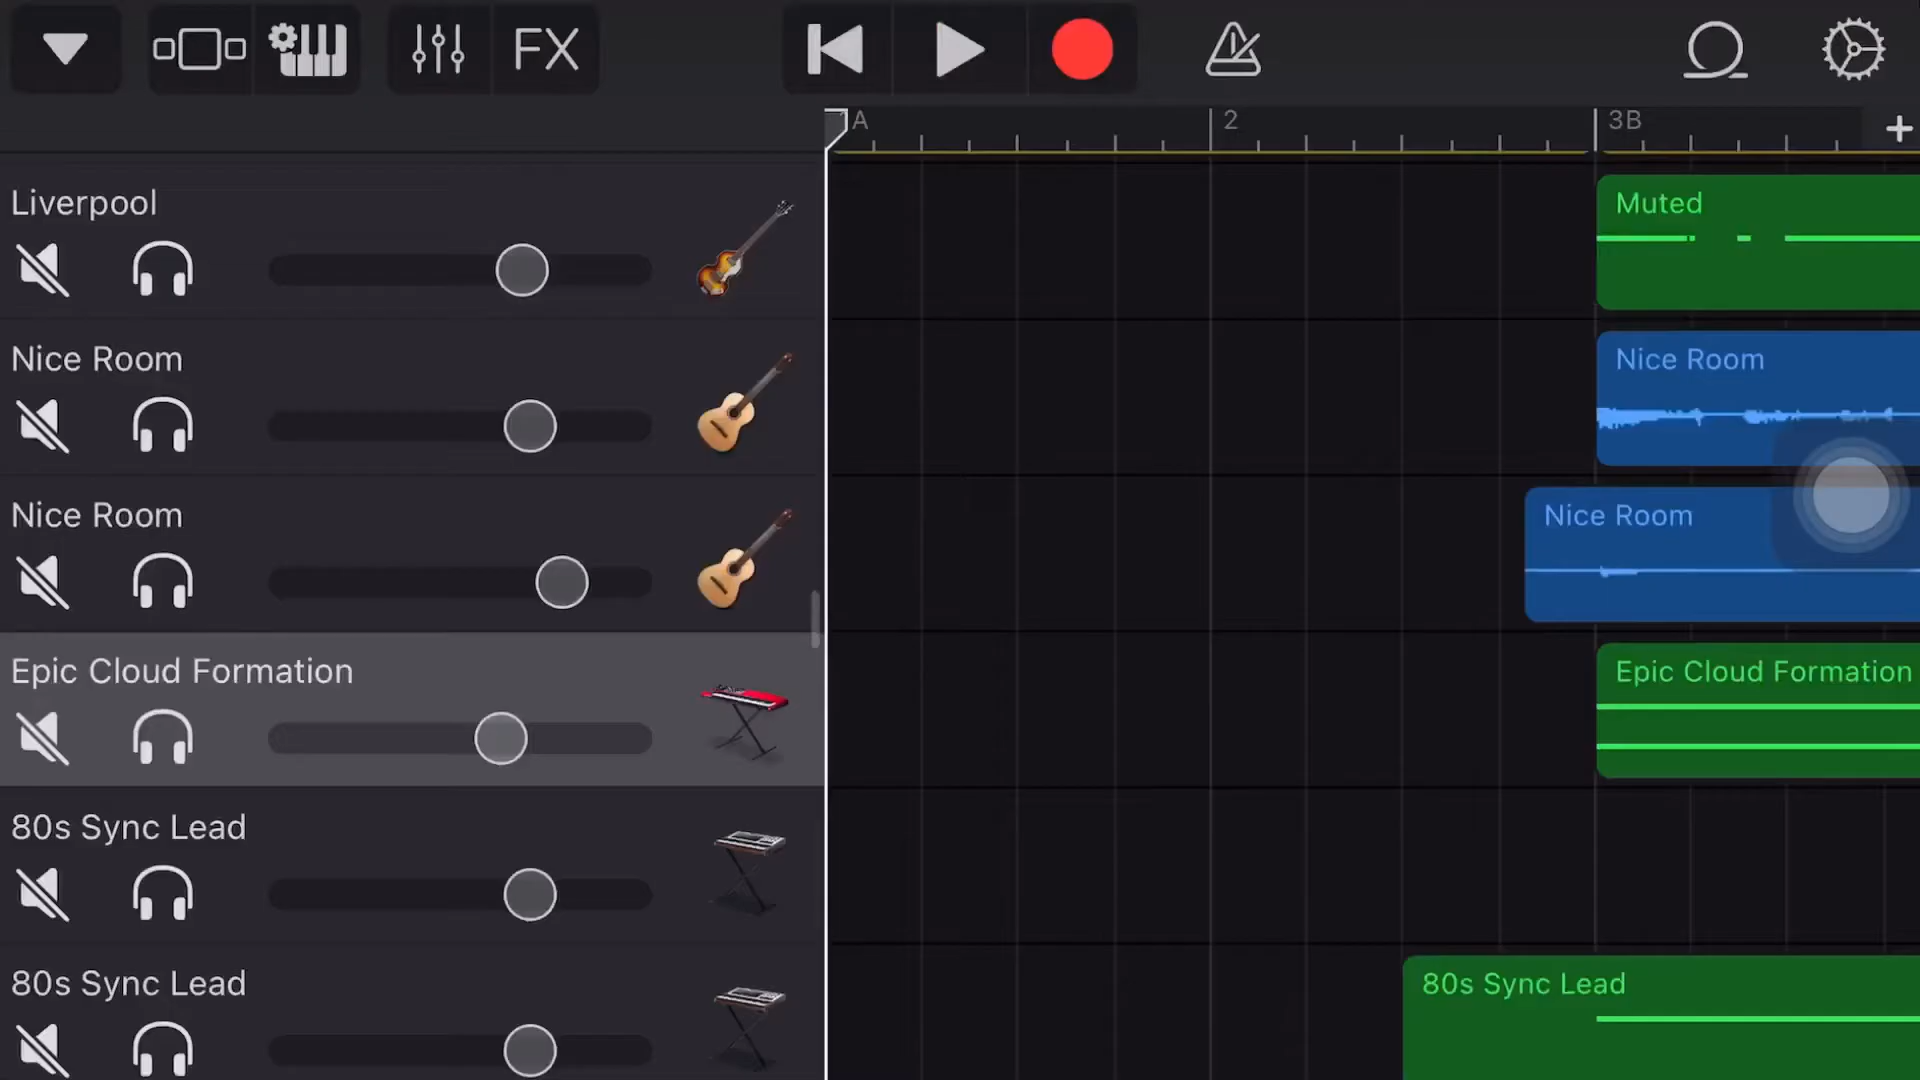 FX
A
2
3B
+
Liverpool
Muted
Nice Room
Nice Room
Nice Room
Nice Room
Epic Cloud Formation
Epic Cloud Formation
80s Sync Lead
80s Sync Lead
80s Sync Lead